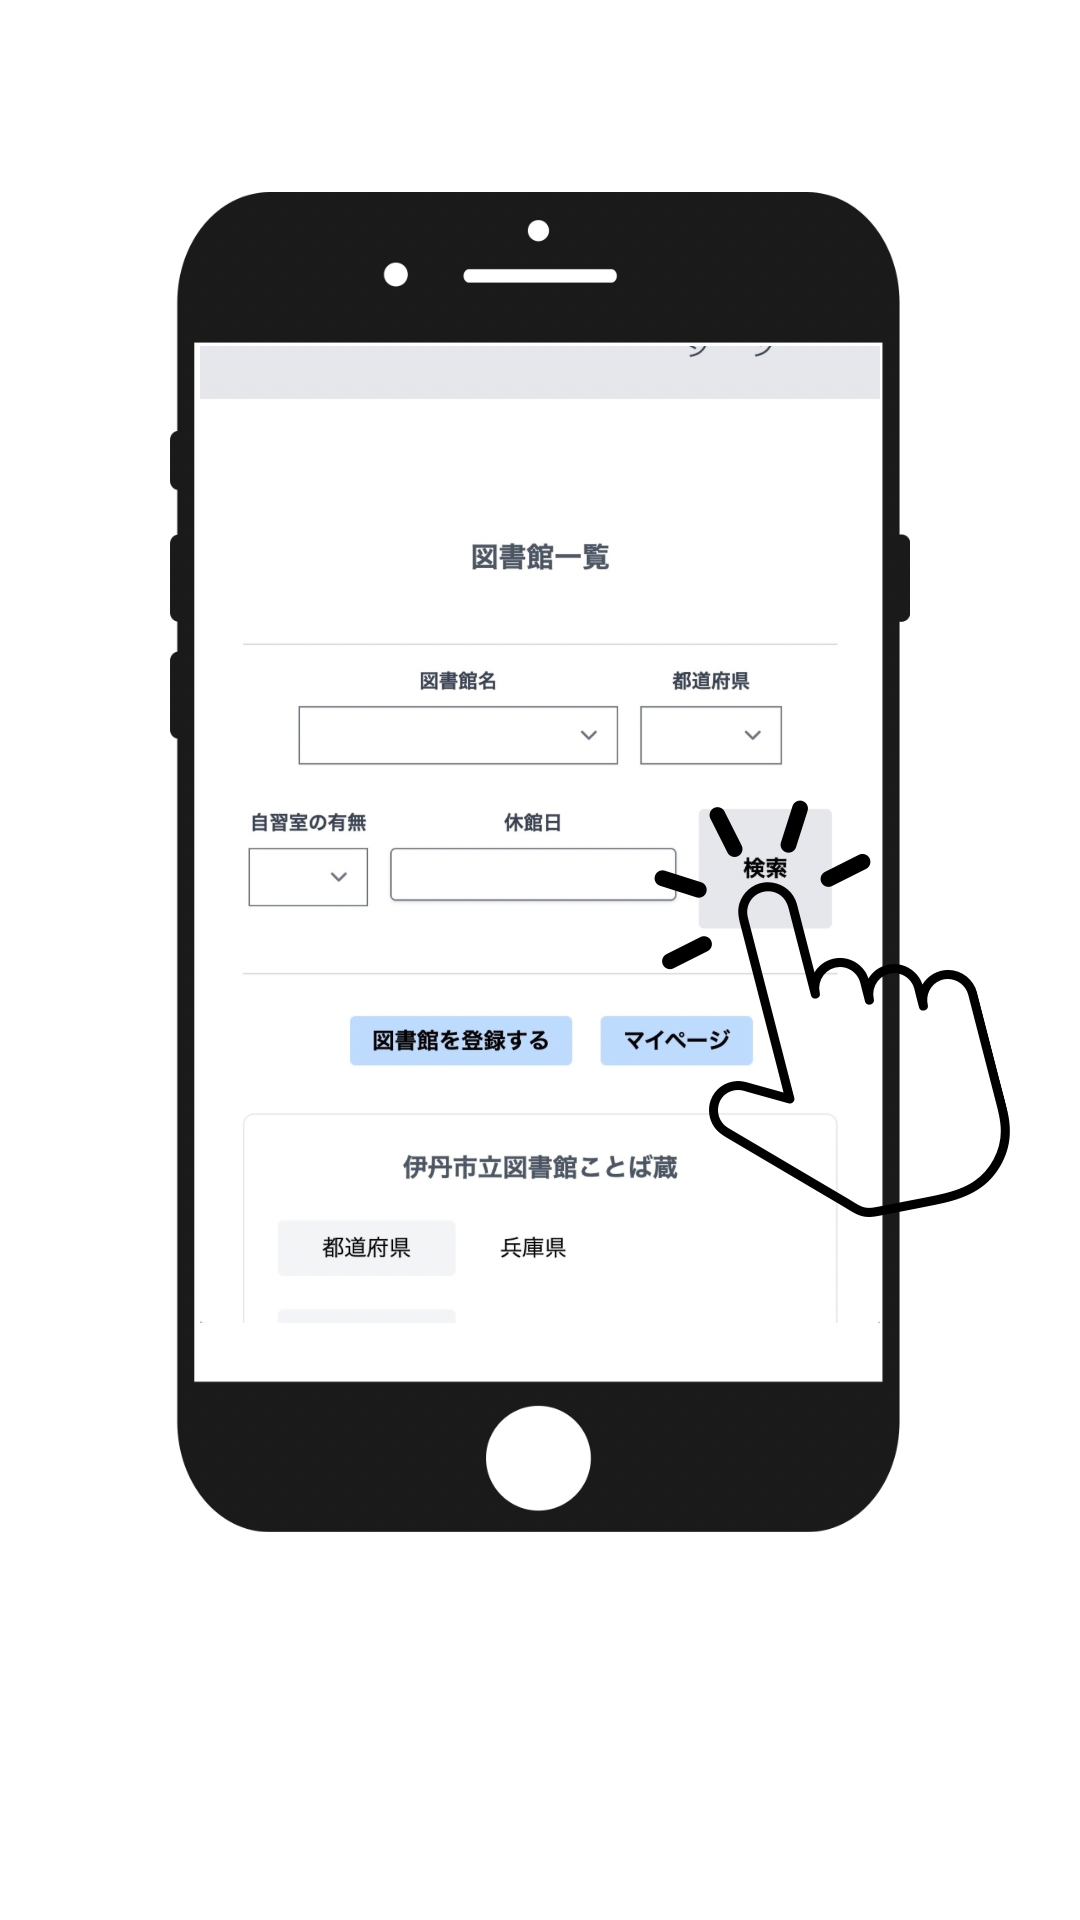 図書館一覧
図書館名 都道府県
自習室の有無 休館日
検索
図書館を登録する マイページ
伊丹市立図書館ことば蔵
都道府県 兵庫県